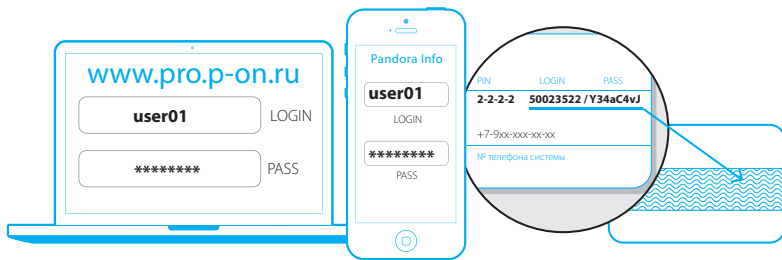 www.pro.p-on.ru
user01 LOGIN
******** PASS
Pandora Info
user01
LOGIN
********
PASS
PIN LOGIN PASS
2-2-2-2 50023522 / Y34aC4vJ
+7-9xx-xxx-xx-xx
№ телефона системы